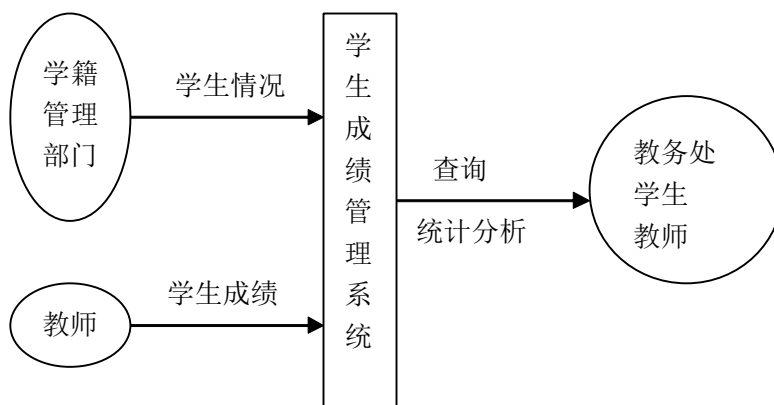 学籍
管理
部门
学生情况
教师
学生成绩
学
生
成
绩
管
理
系
统
查询
统计分析
教务处
学生
教师